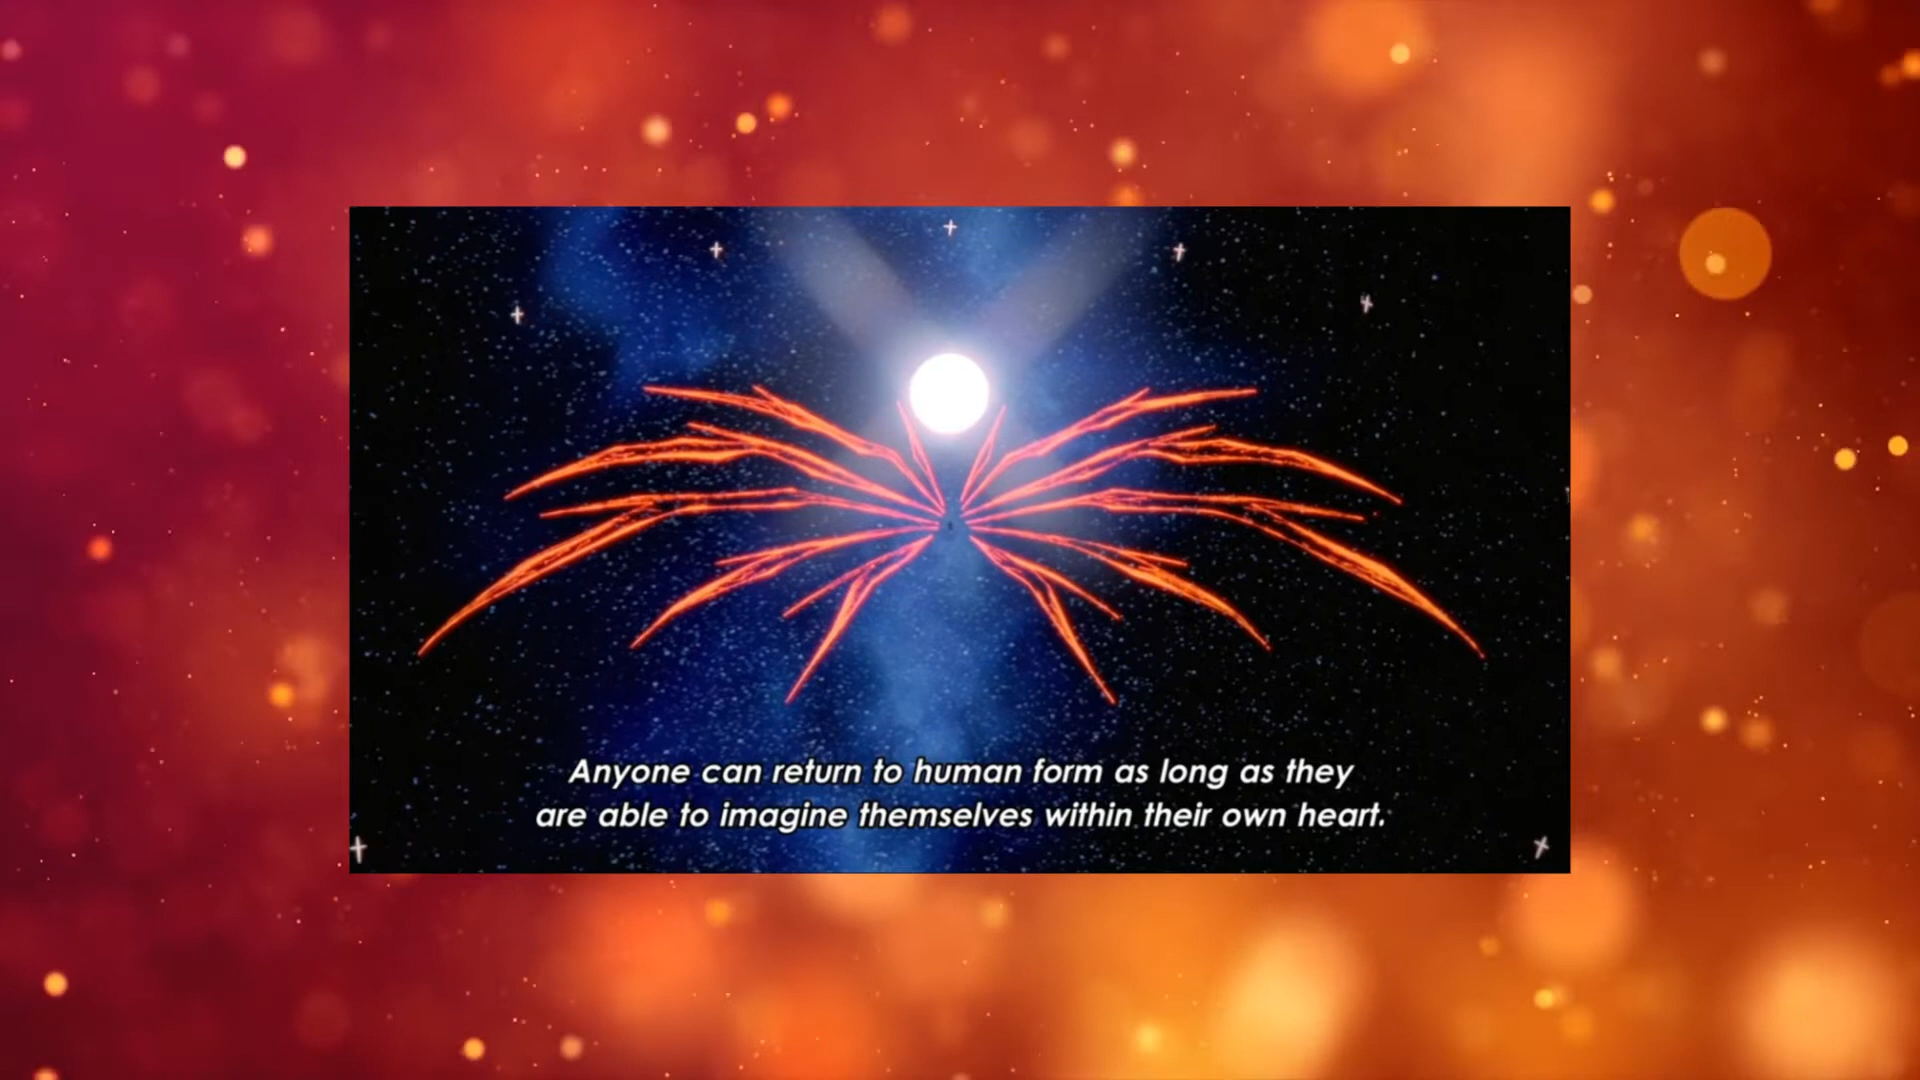 Anyone can return to human form as long as they
are able to imagine themselves within their own heart.